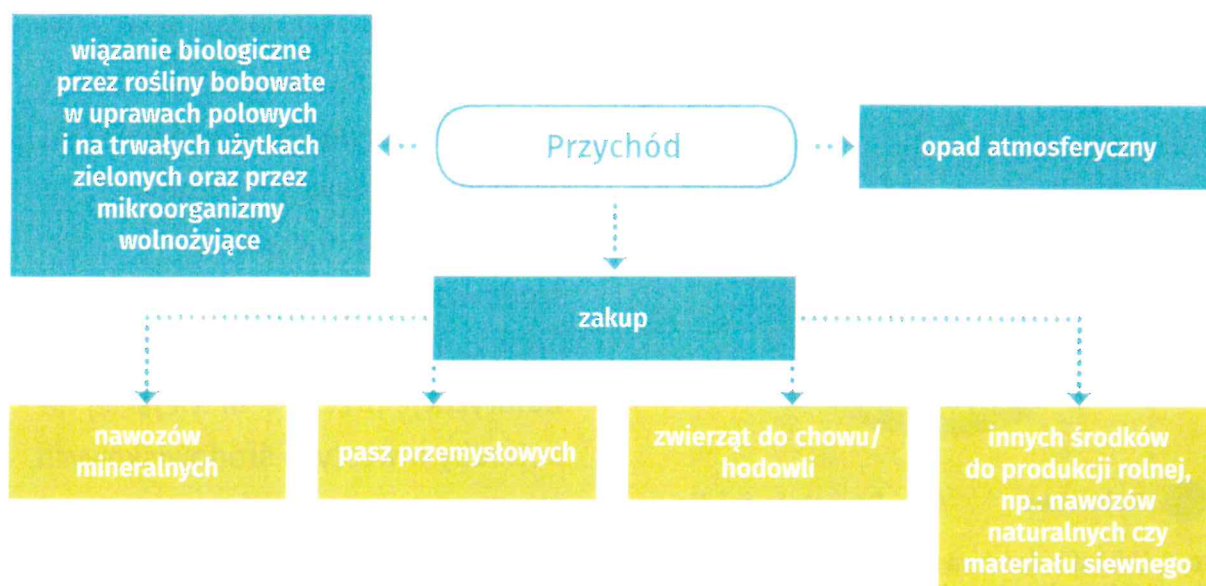 wiązanie biologiczne
przez rośliny bobowate
w uprawach polowych
i na trwałych użytkach
zielonych oraz przez
mikroorganizmy
wolnożyjące
Przychód
opad atmosferyczny
zakup
nawozów
mineralnych
pasz przemysłowych
zwierząt do chowu/
hodowli
innych środków
do produkcji rolnej,
np.: nawozów
naturalnych czy
materiału siewnego